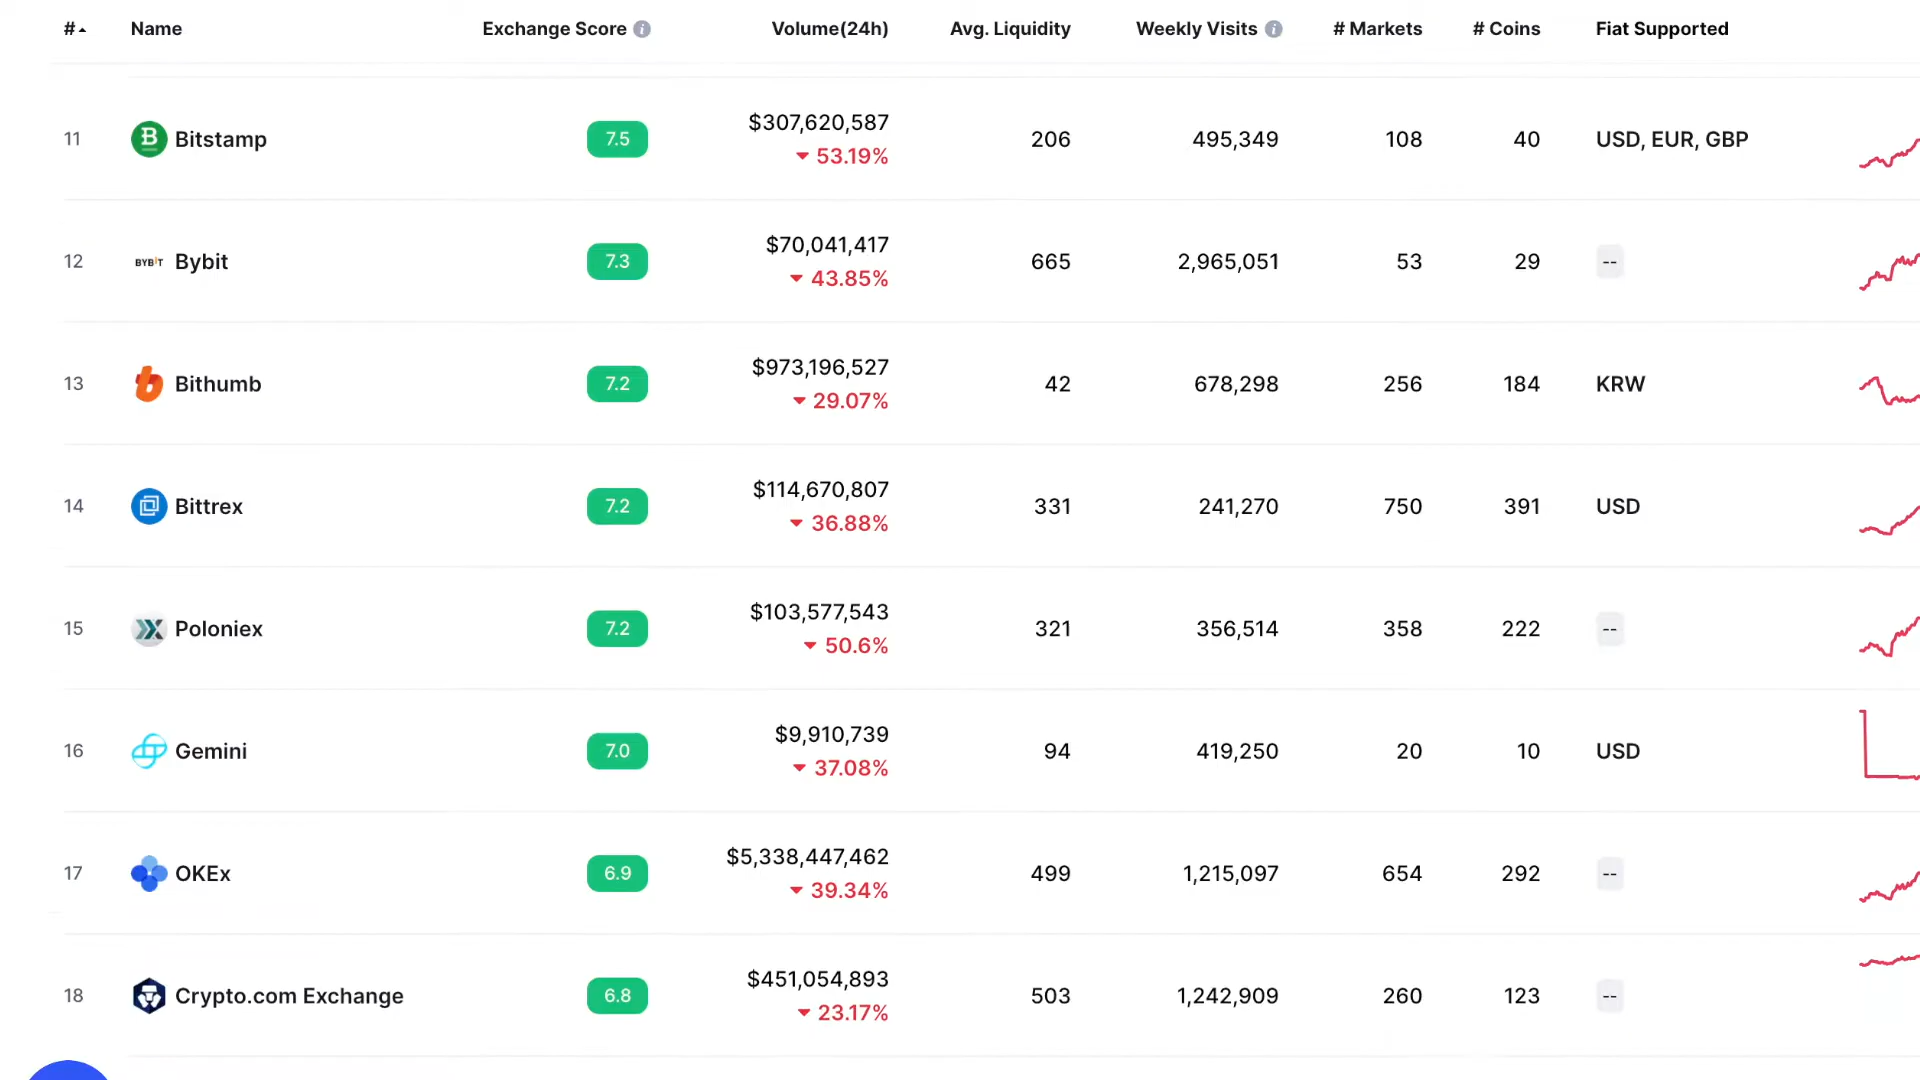 # Name Exchange Score Volume(24h) Avg. Liquidity Weekly Visits # Markets # Coins Fiat Supported
11 Bitstamp 7.5 $307,620,587 206 495,349 108 40 USD, EUR, GBP
53.19%
12 BYBIT Bybit 7.3 $70,041,417 665 2,965,051 53 29 --
43.85%
13 Bithumb 7.2 $973,196,527 42 678,298 256 184 KRW
29.07%
14 Bittrex 7.2 $114,670,807 331 241,270 750 391 USD
36.88%
15 Poloniex 7.2 $103,577,543 321 356,514 358 222 --
50.6%
16 Gemini 7.0 $9,910,739 94 419,250 20 10 USD
37.08%
17 OKEx 6.9 $5,338,447,462 499 1,215,097 654 292 --
39.34%
18 Crypto.com Exchange 6.8 $451,054,893 503 1,242,909 260 123 --
23.17%